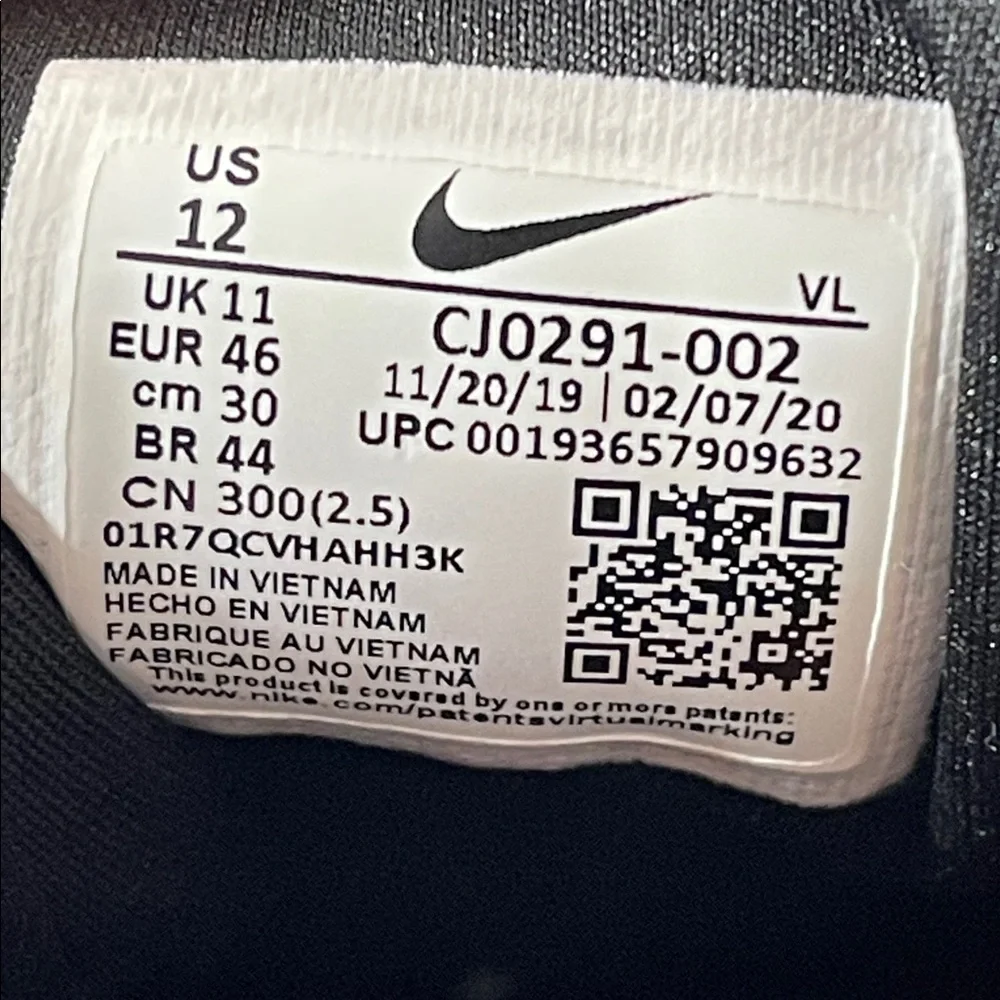 US
12
VL
UK 11
EUR 46
cm 30
BR 44
CN 300(2.5)
CJ0291-002
11/20/19 | 02/07/20
UPC 00193657909632
01R7QCVHAHH3K
MADE IN VIETNAM
HECHO EN VIETNAM
FABRIQUE AU VIETNAM
FABRICADO NO VIETNÃ
This product is covered by one or more patents:
www.nike.com/patentsvirtualmarking